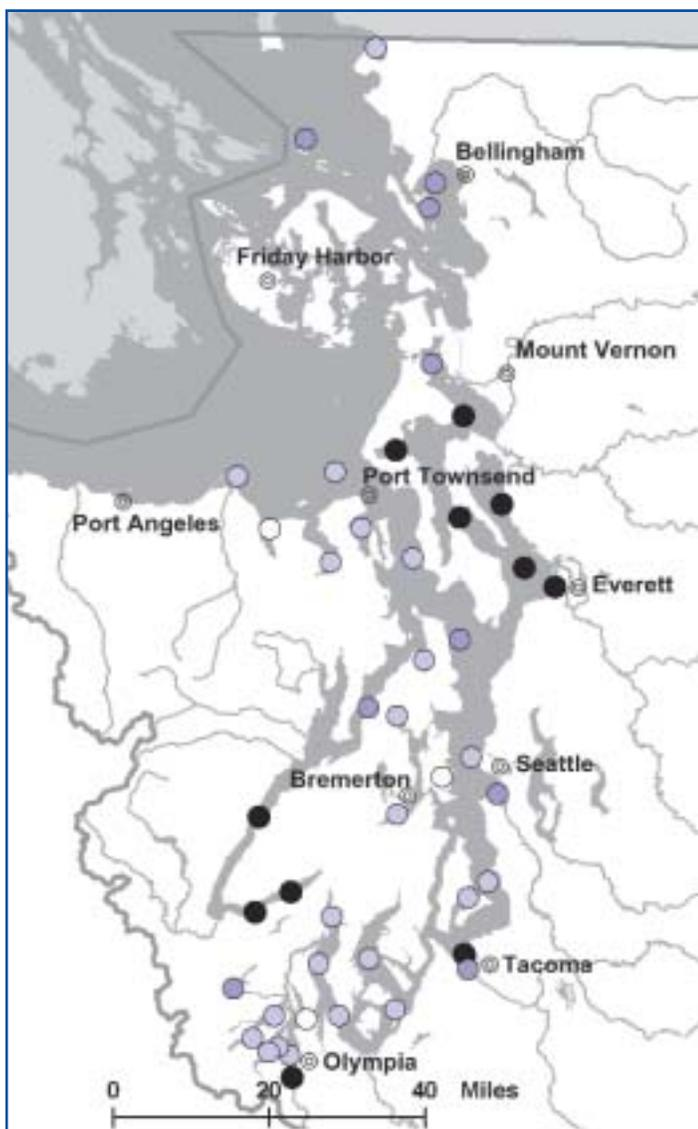 Bellingham
Friday Harbor
Mount Vernon
Port Townsend
Port Angeles
Everett
Seattle
Bremerton
Tacoma
Olympia
0 20 40 Miles